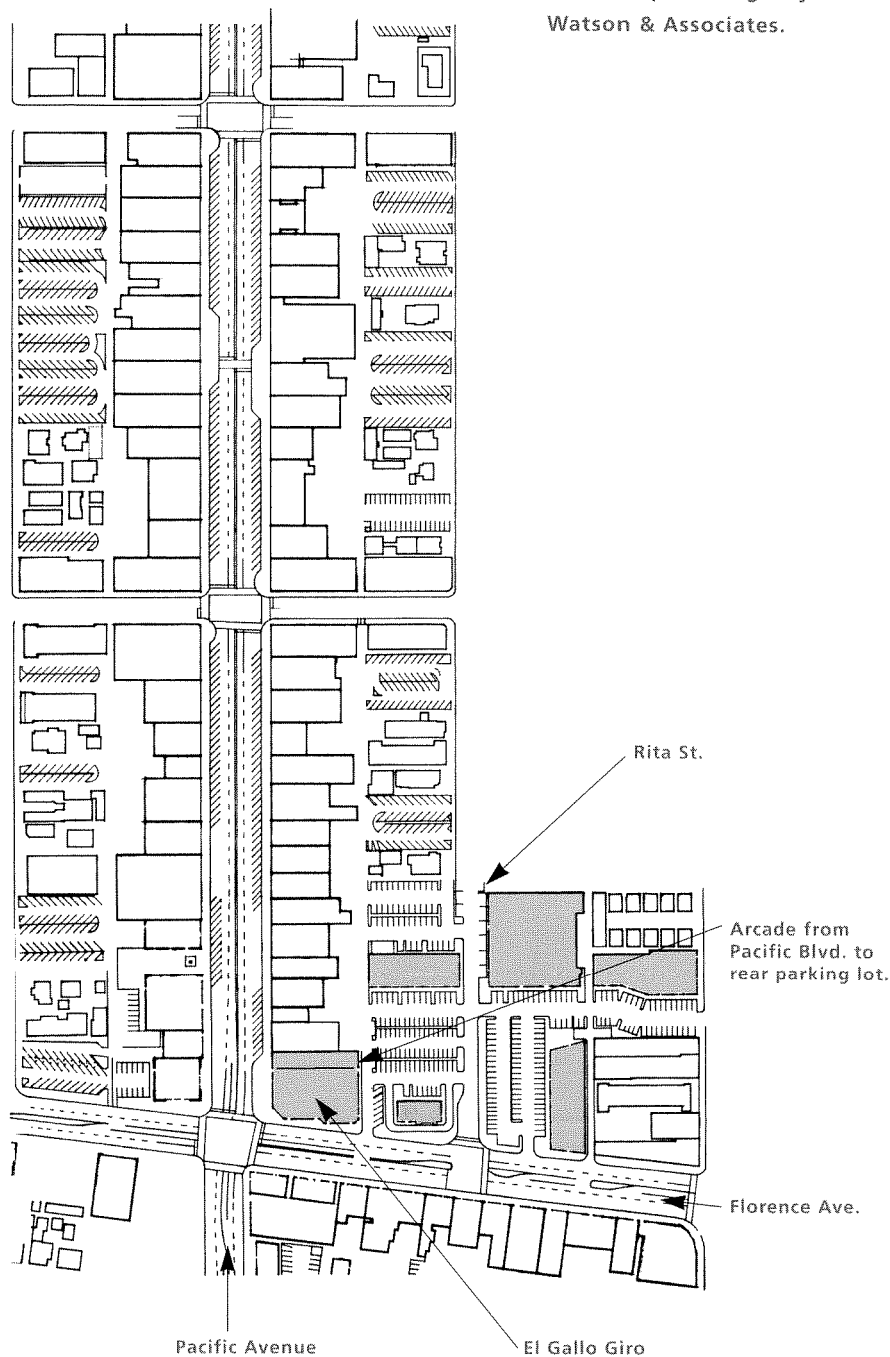 Watson & Associates.
Rita St.
Arcade from
Pacific Blvd. to
rear parking lot.
Florence Ave.
Pacific Avenue
El Gallo Giro